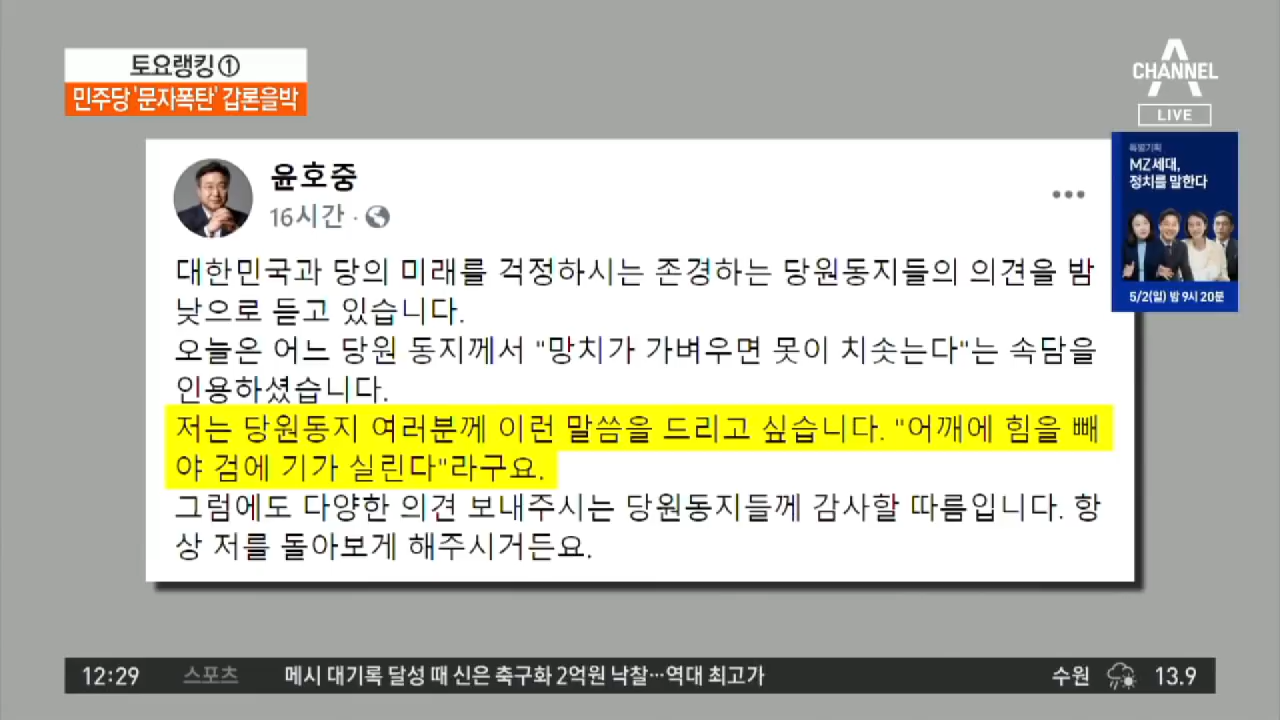 토요랭킹①
민주당 '문자폭탄' 갑론을박
CHANNEL A
LIVE
특별기획
MZ세대,
정치를 말한다
5/2(일) 밤 9시 20분
윤호중
16시간 ·
대한민국과 당의 미래를 걱정하시는 존경하는 당원동지들의 의견을 밤
낮으로 듣고 있습니다.
오늘은 어느 당원 동지께서 "망치가 가벼우면 못이 치솟는다"는 속담을
인용하셨습니다.
저는 당원동지 여러분께 이런 말씀을 드리고 싶습니다. "어깨에 힘을 빼
야 검에 기가 실린다"라구요.
그럼에도 다양한 의견 보내주시는 당원동지들께 감사할 따름입니다. 항
상 저를 돌아보게 해주시거든요.
12:29 스포츠 메시 대기록 달성 때 신은 축구화 2억원 낙찰…역대 최고가 수원 13.9